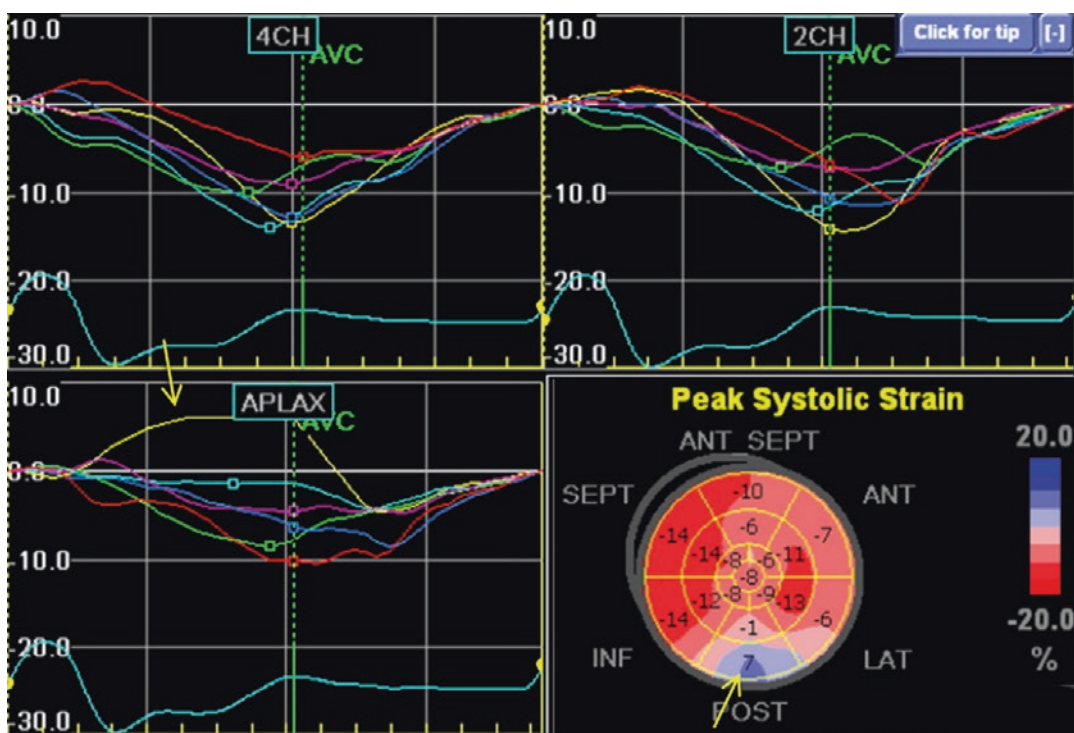 10.0
4CH
AVC
0.0
-10.0
-20.0
-30.0
10.0
2CH
AVC
Click for tip
[-]
0.0
-10.0
-20.0
-30.0
10.0
APLAX
AVC
0.0
-10.0
-20.0
-30.0
Peak Systolic Strain
ANT_SEPT
20.0
SEPT
ANT
-10
-7
-14
-6
-14
-8
-6
-11
-8
-8
-9
-12
-13
-14
-6
-1
-20.0
INF
7
LAT
%
POST